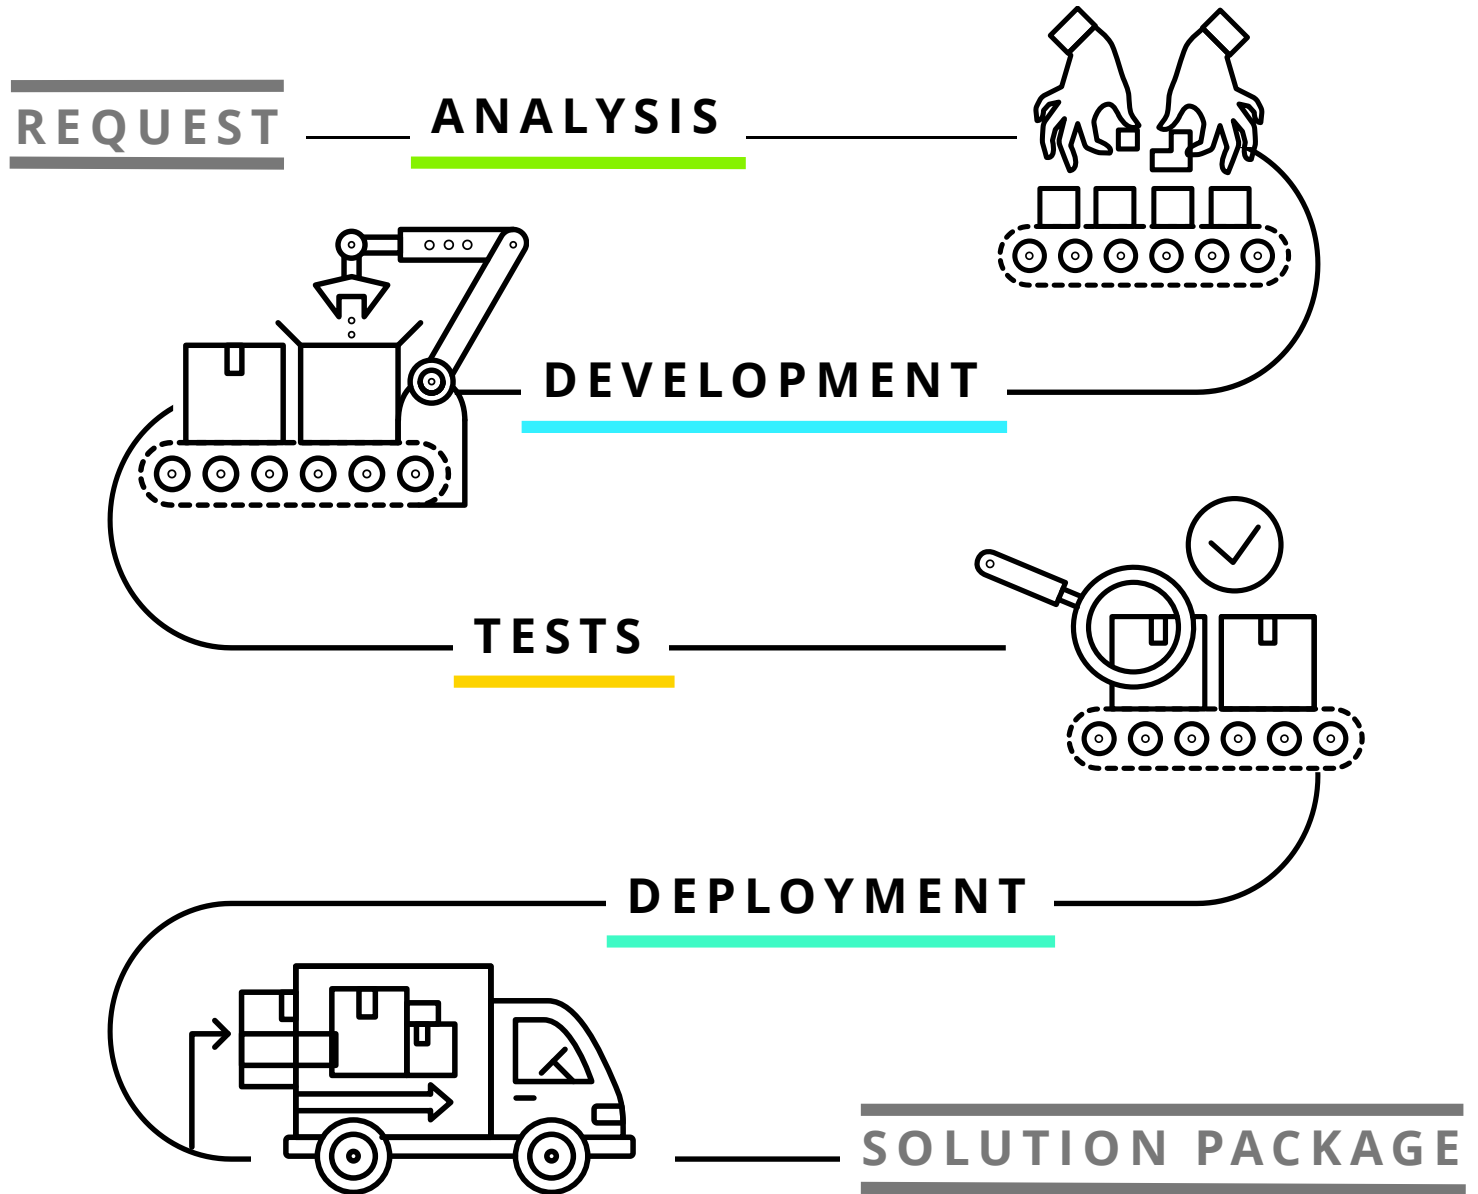 REQUEST
ANALYSIS
DEVELOPMENT
TESTS
DEPLOYMENT
SOLUTION PACKAGE